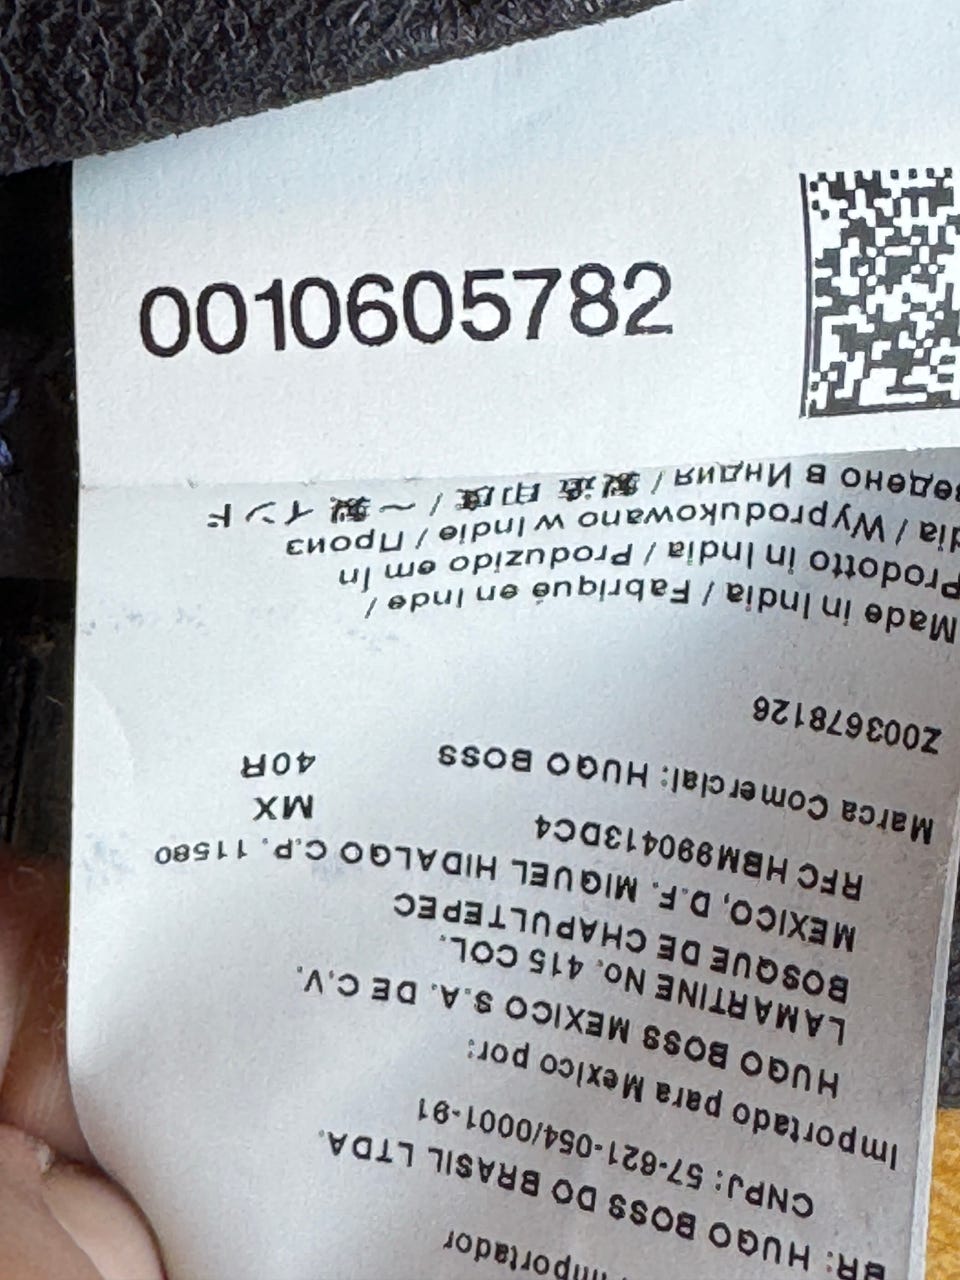 0010605782
Importador
BR: HUGO BOSS DO BRASIL LTDA.
CNPJ: 57-821-054/0001-91
Importado para Mexico por:
HUGO BOSS MEXICO S.A. DE C.V.
LAMARTINE No. 415 COL.
BOSQUE DE CHAPULTEPEC
MEXICO, D.F. MIGUEL HIDALGO C.P. 11580
RFC HBM990413DC4 MX
Marca Comercial: HUGO BOSS 40R
Z003678126
Made in India / Fabriqué en Inde /
Prodotto in India / Produzido em Ín
dia / Wyprodukowano w Indie / Произ
ведено в Индия / 製造 印度 / ～ 製 インド